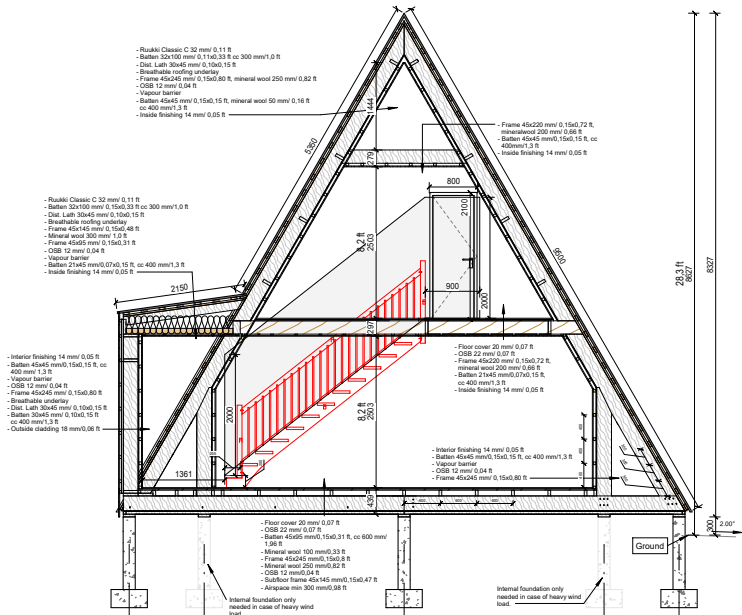 - Ruukki Classic C 32 mm/ 0,11 ft
- Batten 32x100 mm/ 0,11x0,33 ft cc 300 mm/1,0 ft
- Dist. Lath 30x45 mm/ 0,10x0,15 ft
- Breathable roofing underlay
- Frame 45x245 mm/ 0,15x0,80 ft, mineral wool 250 mm/ 0,82 ft
- OSB 12 mm/ 0,04 ft
- Vapour barrier
- Batten 45x45 mm/ 0,15x0,15 ft, mineral wool 50 mm/ 0,16 ft
cc 400 mm/1,3 ft
- Inside finishing 14 mm/ 0,05 ft
1444
5350
279
- Frame 45x220 mm/ 0,15x0,72 ft,
mineralwool 200 mm/ 0,66 ft
- Batten 45x45 mm/0,15x0,15 ft, cc
400mm/1,3 ft
- Inside finishing 14 mm/ 0,05 ft
800
2100
- Ruukki Classic C 32 mm/ 0,11 ft
- Batten 32x100 mm/ 0,15x0,33 ft cc 300 mm/1,0 ft
- Dist. Lath 30x45 mm/ 0,10x0,15 ft
- Breathable roofing underlay
- Frame 45x145 mm/ 0,15x0,48 ft
- Mineral wool 300 mm/ 1,0 ft
- Frame 45x95 mm/ 0,15x0,31 ft
- OSB 12 mm/ 0,04 ft
- Vapour barrier
- Batten 21x45 mm/0,07x0,15 ft, cc 400 mm/1,3 ft
- Inside finishing 14 mm/ 0,05 ft
8,2 ft
2503
9500
28,3 ft
8627
8327
2150
900
2000
297
- Interior finishing 14 mm/ 0,05 ft
- Batten 45x45 mm/0,15x0,15 ft, cc
400 mm/ 1,3 ft
- Vapour barrier
- OSB 12 mm/ 0,04 ft
- Frame 45x245 mm/ 0,15x0,80 ft
- Breathable underlay
- Dist. Lath 30x45 mm/ 0,10x0,15 ft
- Batten 30x45 mm/ 0,10x0,15 ft
cc 400 mm/1,3 ft
- Outside cladding 18 mm/0,06 ft
- Floor cover 20 mm/ 0,07 ft
- OSB 22 mm/ 0,07 ft
- Frame 45x220 mm/ 0,15x0,72 ft,
mineral wool 200 mm/ 0,66 ft
- Batten 21x45 mm/0,07x0,15 ft,
cc 400 mm/1,3 ft
- Inside finishing 14 mm/ 0,05 ft
2000
8,2 ft
2503
- Interior finishing 14 mm/ 0,05 ft
- Batten 45x45 mm/0,15x0,15 ft, cc 400 mm/1,3 ft
- Vapour barrier
- OSB 12 mm/ 0,04 ft
- Frame 45x245 mm/ 0,15x0,80 ft
1361
436
600
600
600
300
2.00°
Ground
- Floor cover 20 mm/ 0,07 ft
- OSB 22 mm/ 0,07 ft
- Batten 45x95 mm/0,15x0,31 ft, cc 600 mm/
1,96 ft
- Mineral wool 100 mm/0,33 ft
- Frame 45x245 mm/ 0,15x0,8 ft
- Mineral wool 250 mm/0,82 ft
- OSB 12 mm/0,04 ft
- Subfloor frame 45x145 mm/0,15x0,47 ft
- Airspace min 300 mm/0,98 ft
Internal foundation only
needed in case of heavy wind
load.
Internal foundation only
needed in case of heavy wind
load.